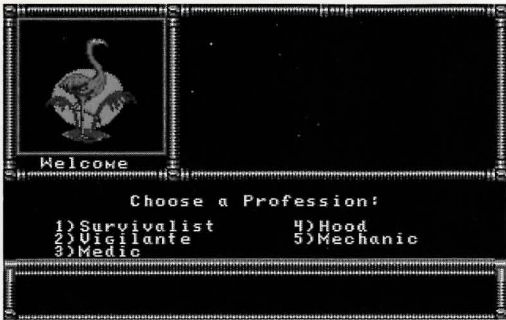 Welcome
Choose a Profession:
1)Survivalist 4)Hood
2)Vigilante 5)Mechanic
3)Medic